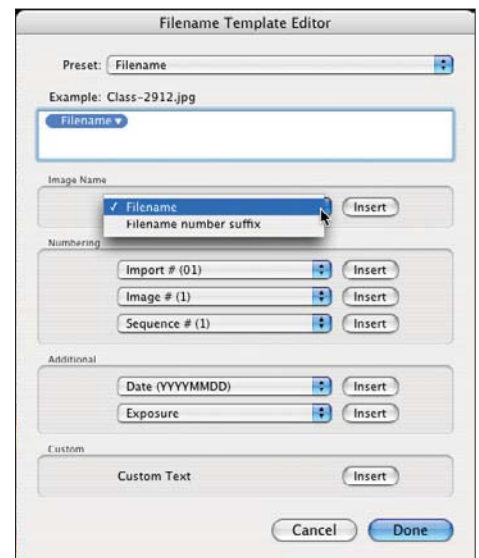 Filename Template Editor
Preset: Filename
Example: Class-2912.jpg
Filename
Image Name
✓ Filename Insert
Filename number suffix
Numbering
Import # (01) Insert
Image # (1) Insert
Sequence # (1) Insert
Additional
Date (YYYYMMDD) Insert
Exposure Insert
Custom
Custom Text Insert
Cancel Done